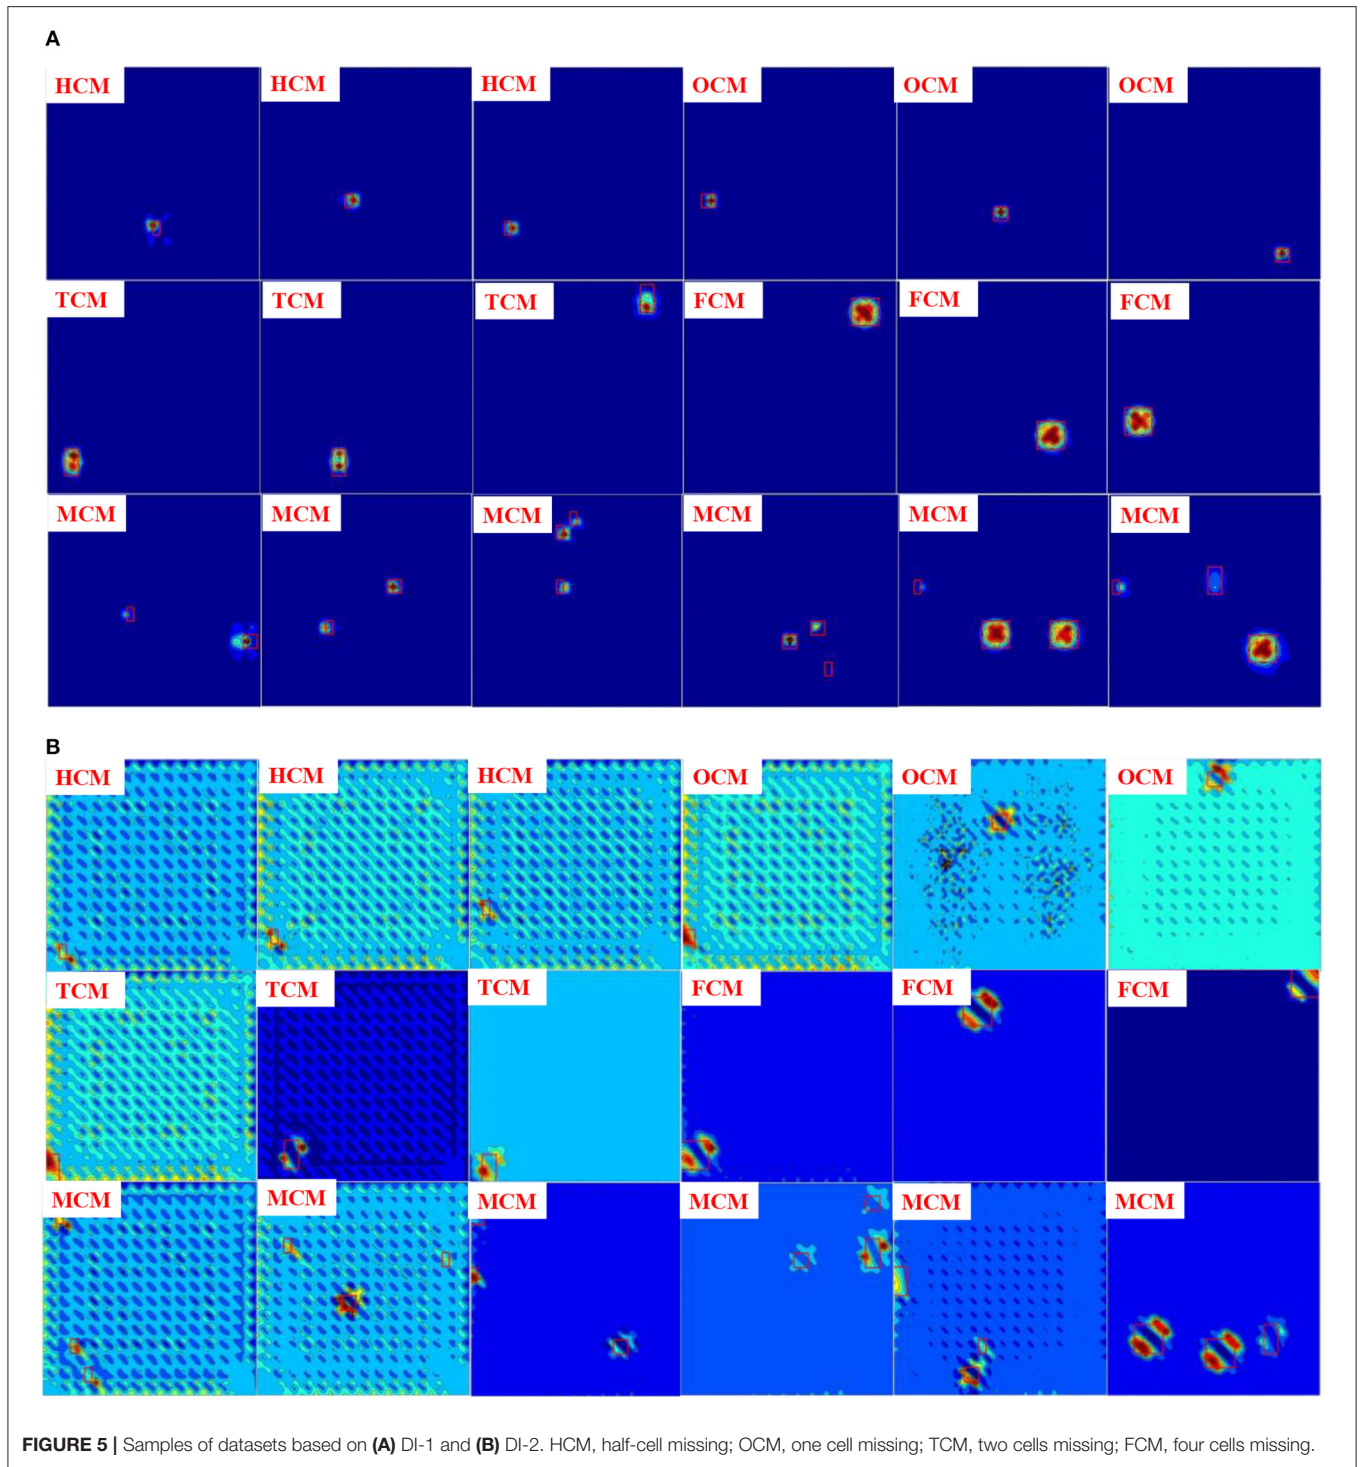 A
HCM HCM HCM OCM OCM OCM
TCM TCM TCM FCM FCM FCM
MCM MCM MCM MCM MCM MCM
B
HCM HCM HCM OCM OCM OCM
TCM TCM TCM FCM FCM FCM
MCM MCM MCM MCM MCM MCM
FIGURE 5 | Samples of datasets based on (A) DI-1 and (B) DI-2. HCM, half-cell missing; OCM, one cell missing; TCM, two cells missing; FCM, four cells missing.